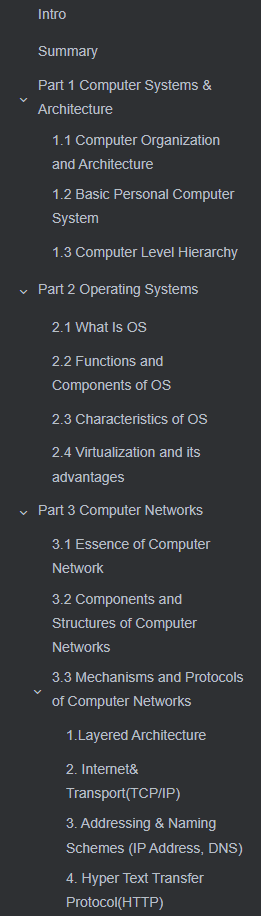 Intro
Summary
Part 1 Computer Systems &
Architecture
1.1 Computer Organization
and Architecture
1.2 Basic Personal Computer
System
1.3 Computer Level Hierarchy
Part 2 Operating Systems
2.1 What Is OS
2.2 Functions and
Components of OS
2.3 Characteristics of OS
2.4 Virtualization and its
advantages
Part 3 Computer Networks
3.1 Essence of Computer
Network
3.2 Components and
Structures of Computer
Networks
3.3 Mechanisms and Protocols
of Computer Networks
1.Layered Architecture
2. Internet&
Transport(TCP/IP)
3. Addressing & Naming
Schemes (IP Address, DNS)
4. Hyper Text Transfer
Protocol(HTTP)